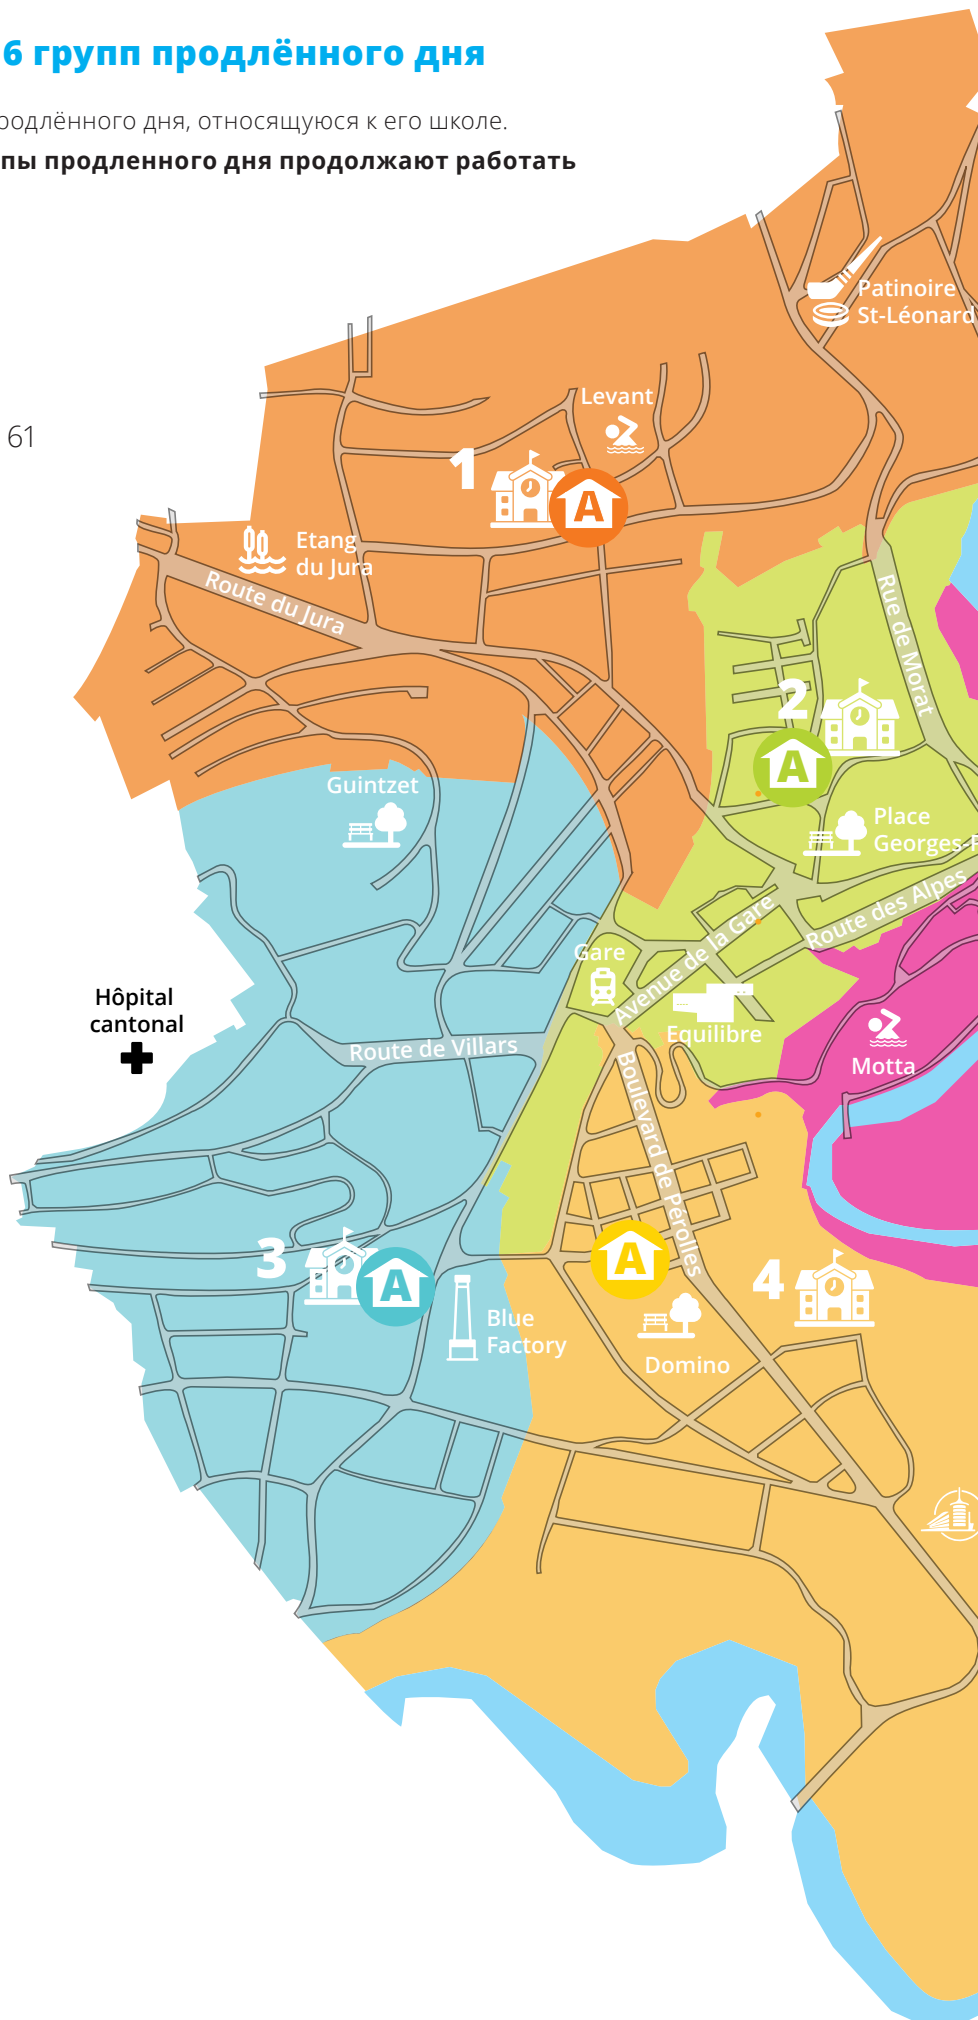 6 групп продлённого дня
родлённого дня, относящуюся к его школе.
пы продленного дня продолжают работать
Patinoire
St-Léonard
Levant
61
1
A
Etang
du Jura
Route du Jura
Rue de Morat
2
A
Guintzet
Place
Georges-P
Route des Alpes
Avenue de la Gare
Gare
Equilibre
Hôpital
cantonal
Route de Villars
Motta
Boulevard de Pérolles
3
A
A
4
Blue
Factory
Domino